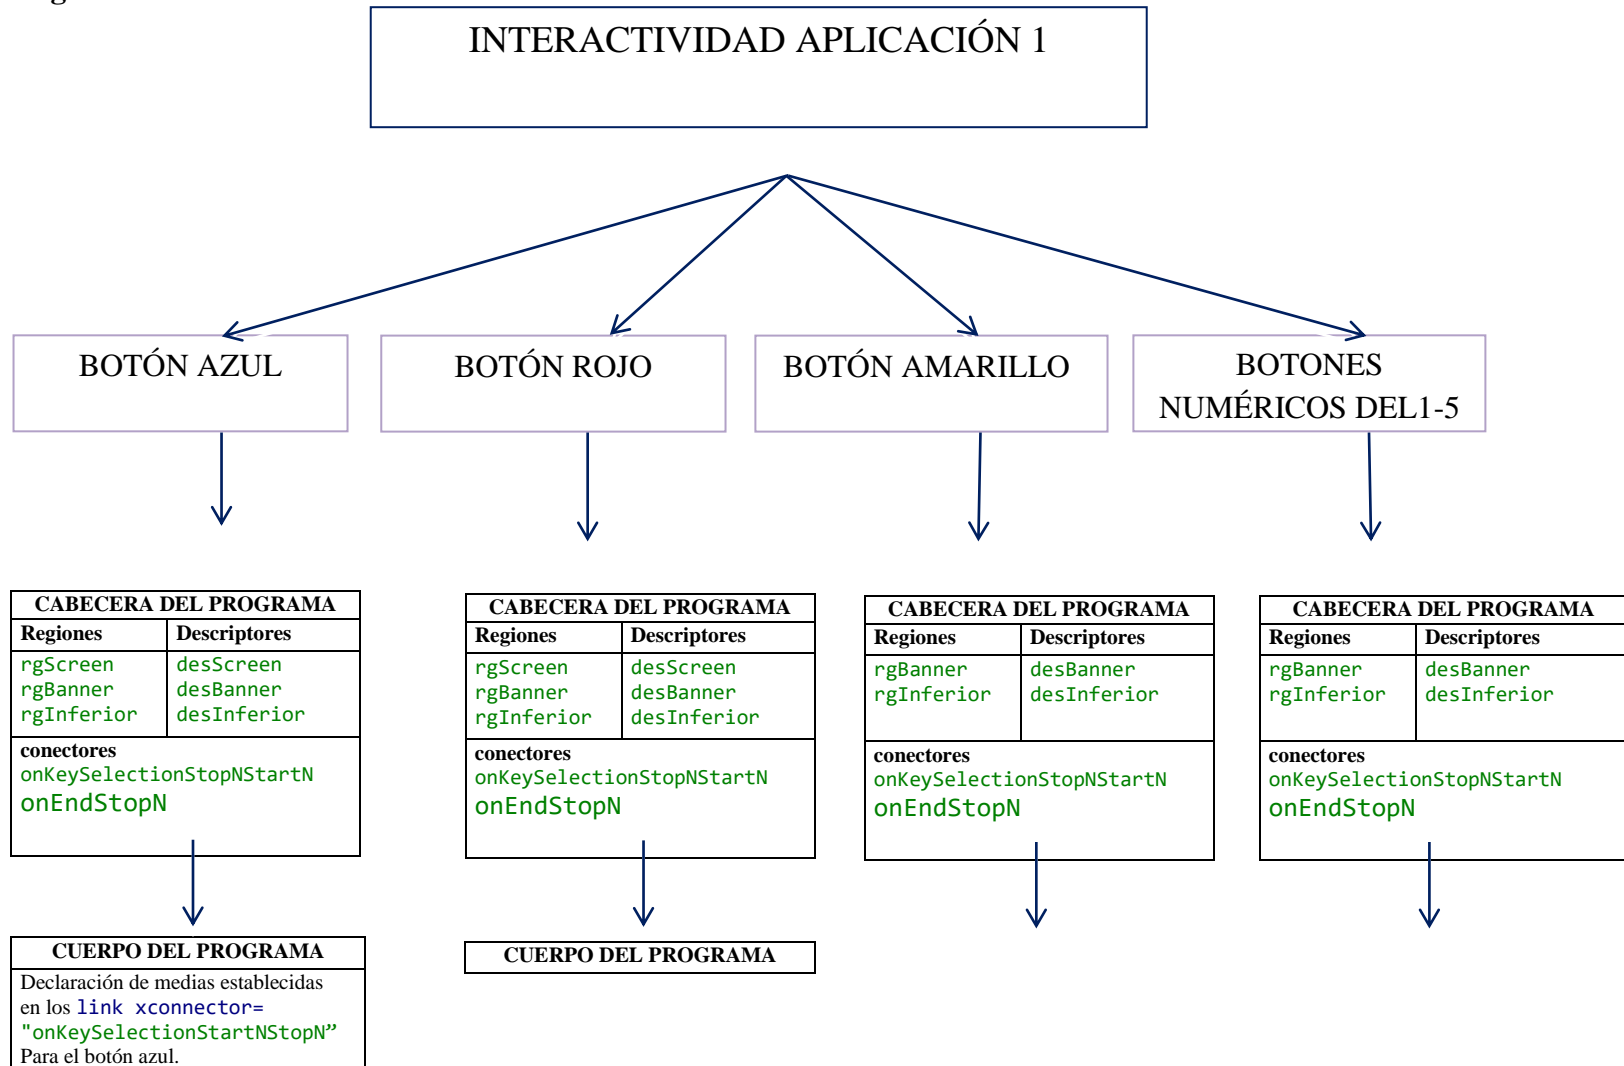 INTERACTIVIDAD APLICACIÓN 1
BOTÓN AZUL
BOTÓN ROJO
BOTÓN AMARILLO
BOTONES
NUMÉRICOS DEL1-5
CABECERA DEL PROGRAMA
Regiones Descriptores
rgScreen desScreen
rgBanner desBanner
rgInferior desInferior
conectores
onKeySelectionStopNStartN
onEndStopN
CABECERA DEL PROGRAMA
Regiones Descriptores
rgScreen desScreen
rgBanner desBanner
rgInferior desInferior
conectores
onKeySelectionStopNStartN
onEndStopN
CABECERA DEL PROGRAMA
Regiones Descriptores
rgBanner desBanner
rgInferior desInferior
conectores
onKeySelectionStopNStartN
onEndStopN
CABECERA DEL PROGRAMA
Regiones Descriptores
rgBanner desBanner
rgInferior desInferior
conectores
onKeySelectionStopNStartN
onEndStopN
CUERPO DEL PROGRAMA
Declaración de medias establecidas
en los link xconnector=
"onKeySelectionStartNStopN”
Para el botón azul.
CUERPO DEL PROGRAMA